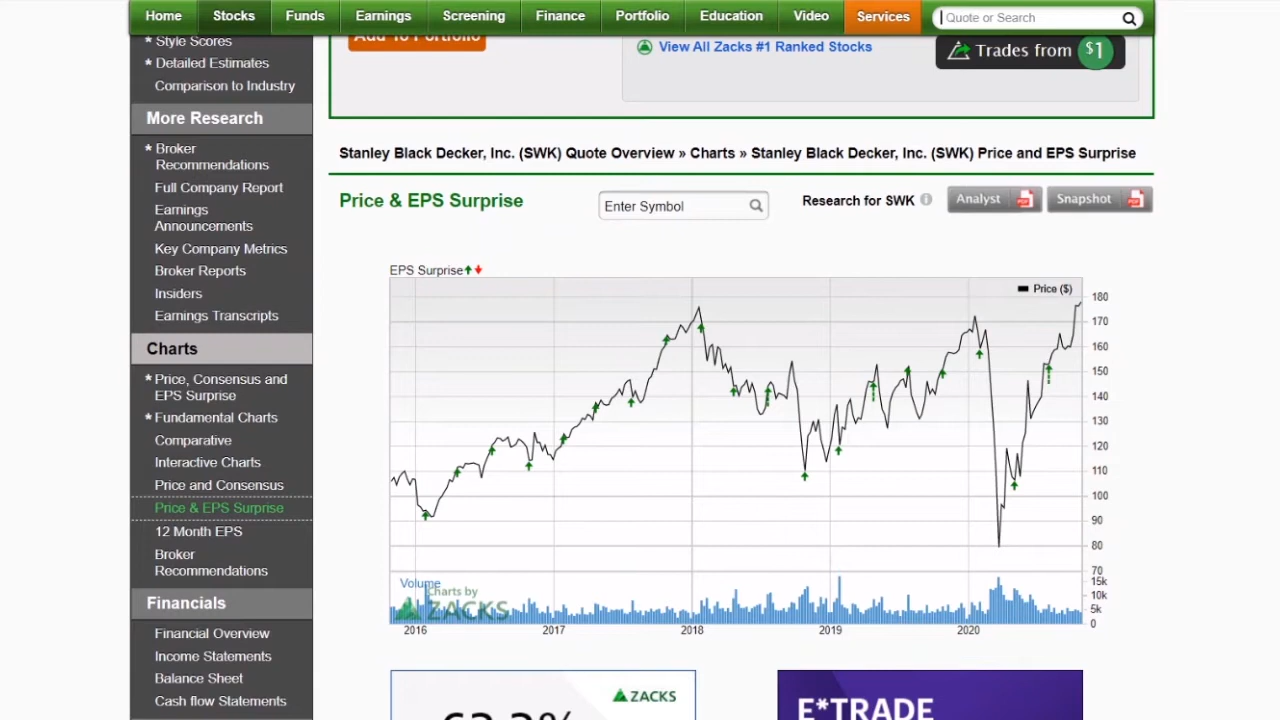 Home Stocks Funds Earnings Screening Finance Portfolio Education Video Services Quote or Search
* Style Scores
* Detailed Estimates
Comparison to Industry
More Research
* Broker
Recommendations
Full Company Report
Earnings
Announcements
Key Company Metrics
Broker Reports
Insiders
Earnings Transcripts
Charts
* Price, Consensus and
EPS Surprise
* Fundamental Charts
Comparative
Interactive Charts
Price and Consensus
Price & EPS Surprise
12 Month EPS
Broker
Recommendations
Financials
Financial Overview
Income Statements
Balance Sheet
Cash flow Statements
Add To Portfolio
View All Zacks #1 Ranked Stocks
Trades from $1
Stanley Black Decker, Inc. (SWK) Quote Overview » Charts » Stanley Black Decker, Inc. (SWK) Price and EPS Surprise
Price & EPS Surprise
Enter Symbol
Research for SWK
Analyst
Snapshot
EPS Surprise
Price ($)
180
170
160
150
140
130
120
110
100
90
80
70
15k
10k
5k
0
Volume
Charts by
ZACKS
2016 2017 2018 2019 2020
ZACKS
E*TRADE